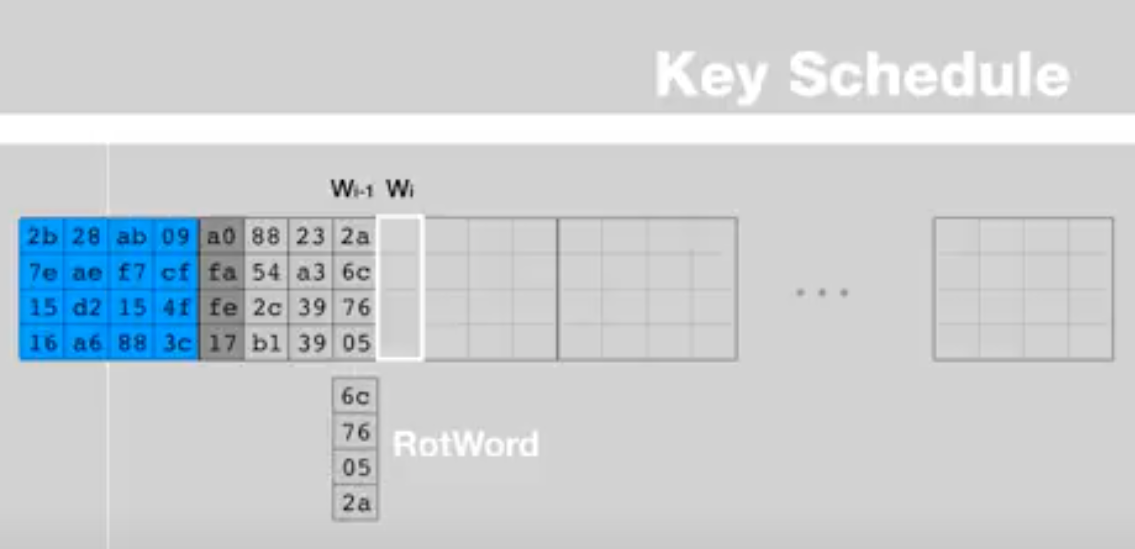 Key Schedule
Wi-1 Wi
2b 28 ab 09 a0 88 23 2a
7e ae f7 cf fa 54 a3 6c
15 d2 15 4f fe 2c 39 76
16 a6 88 3c 17 b1 39 05
...
6c
76
RotWord
05
2a